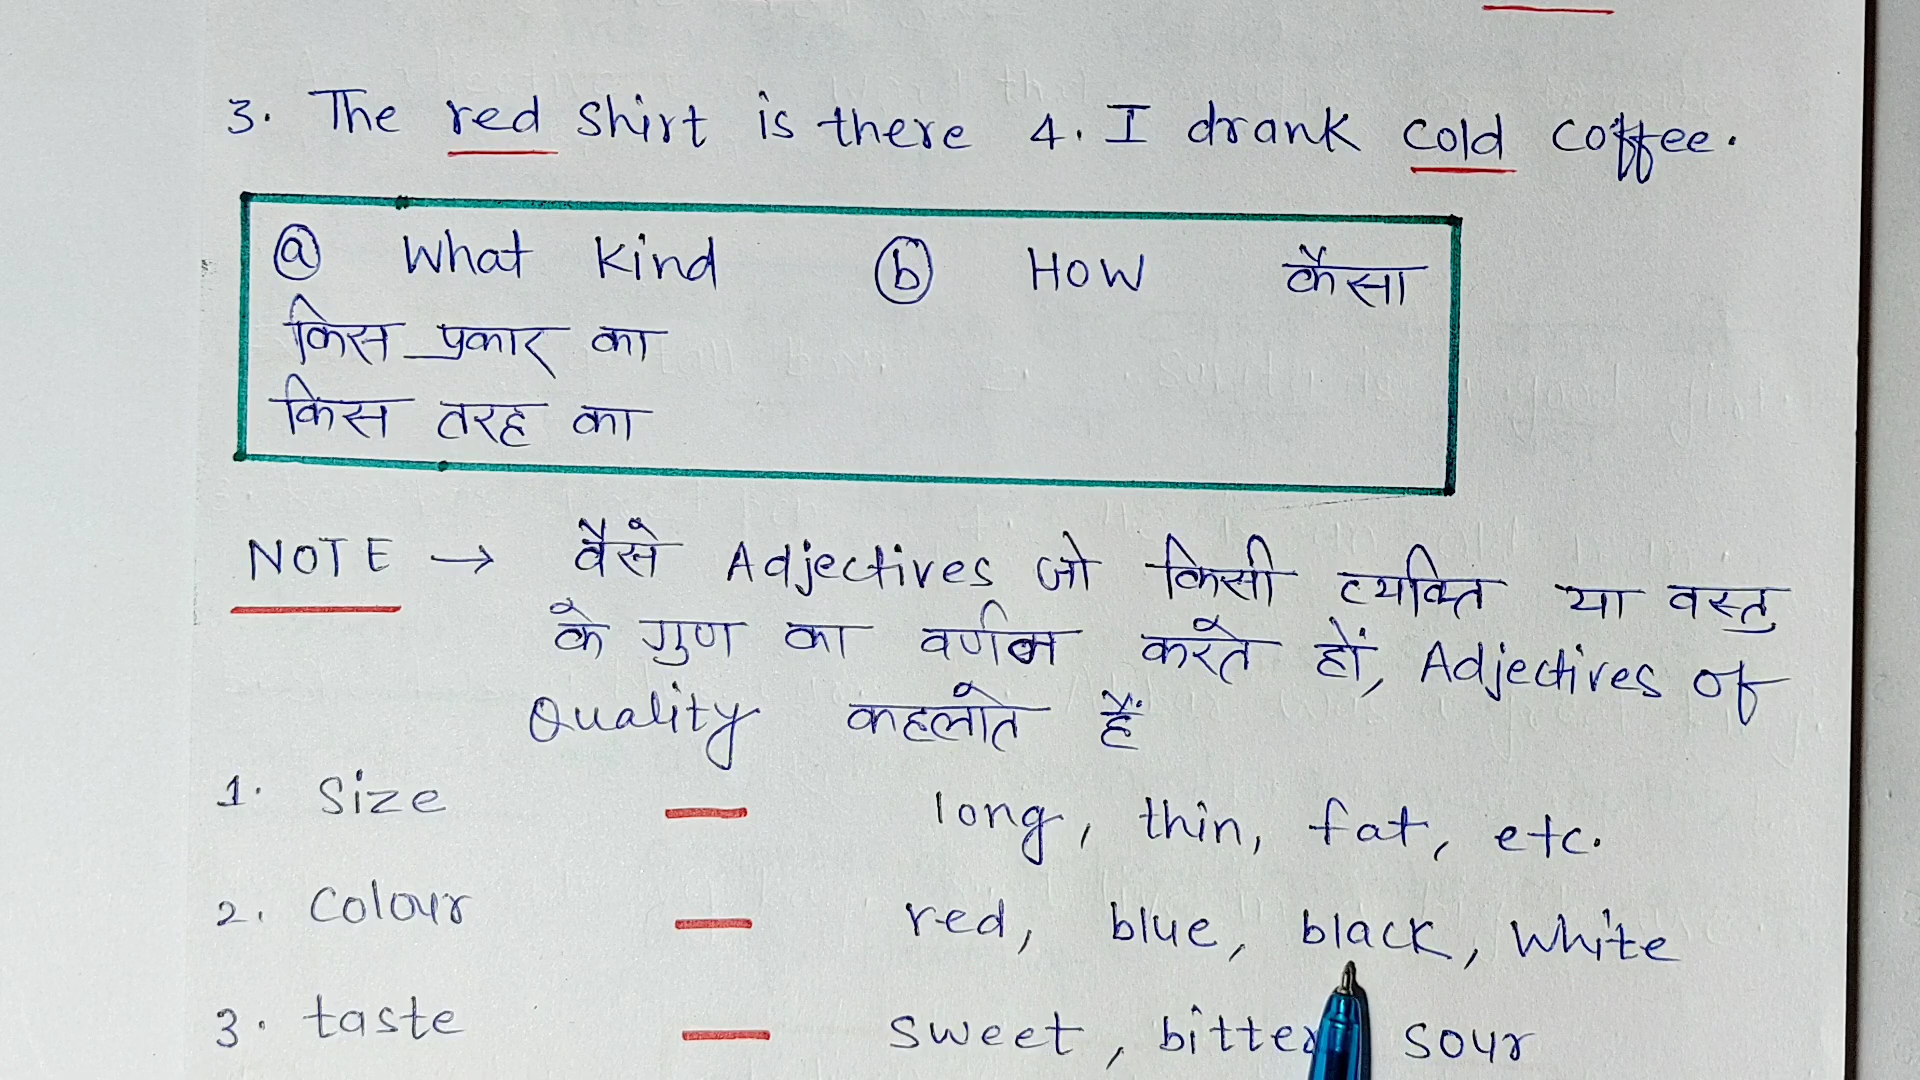 3. The red shirt is there 4. I drank cold coffee.
ⓐ What kind ⓑ How कैसा
किस प्रकार का
किस तरह का
NOTE → वैसे Adjectives जो किसी व्यक्ति या वस्तु
के गुण का वर्णन करते हों, Adjectives of
Quality कहलाते हैं
1. Size — long, thin, fat, etc.
2. Colour — red, blue, black, white
3. taste — sweet, bitter sour